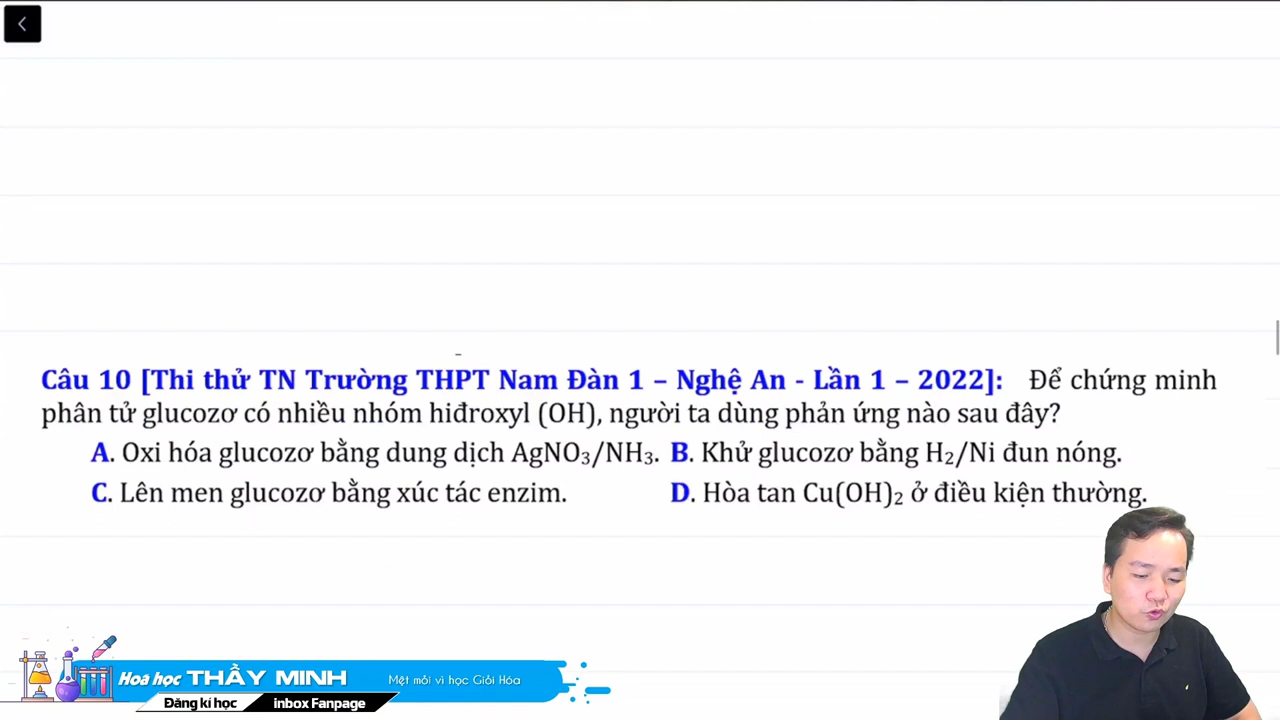 Câu 10 [Thi thử TN Trường THPT Nam Đàn 1 – Nghệ An - Lần 1 – 2022]: Để chứng minh
phân tử glucozơ có nhiều nhóm hiđroxyl (OH), người ta dùng phản ứng nào sau đây?
A. Oxi hóa glucozơ bằng dung dịch AgNO₃/NH₃. B. Khử glucozơ bằng H₂/Ni đun nóng.
C. Lên men glucozơ bằng xúc tác enzim. D. Hòa tan Cu(OH)₂ ở điều kiện thường.
Hoá học THẦY MINH Mệt mỏi vì học Giỏi Hóa
Đăng kí học inbox Fanpage